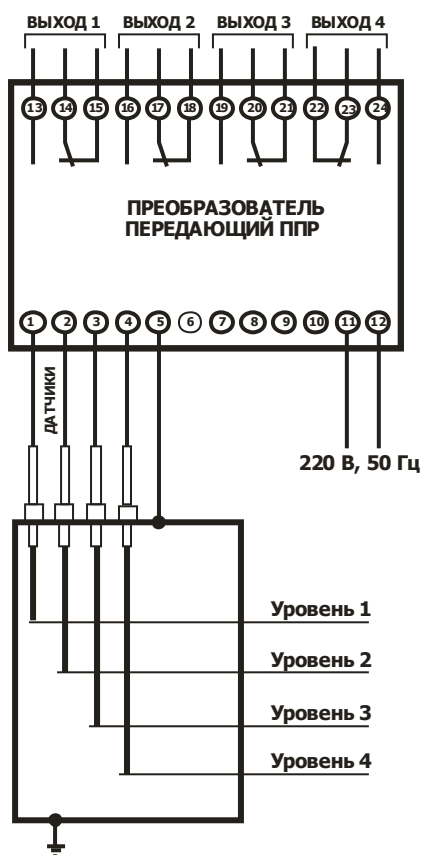 ВЫХОД 1 ВЫХОД 2 ВЫХОД 3 ВЫХОД 4
13 14 15 16 17 18 19 20 21 22 23 24
ПРЕОБРАЗОВАТЕЛЬ
ПЕРЕДАЮЩИЙ ППР
1 2 3 4 5 6 7 8 9 10 11 12
ДАТЧИКИ
220 В, 50 Гц
Уровень 1
Уровень 2
Уровень 3
Уровень 4